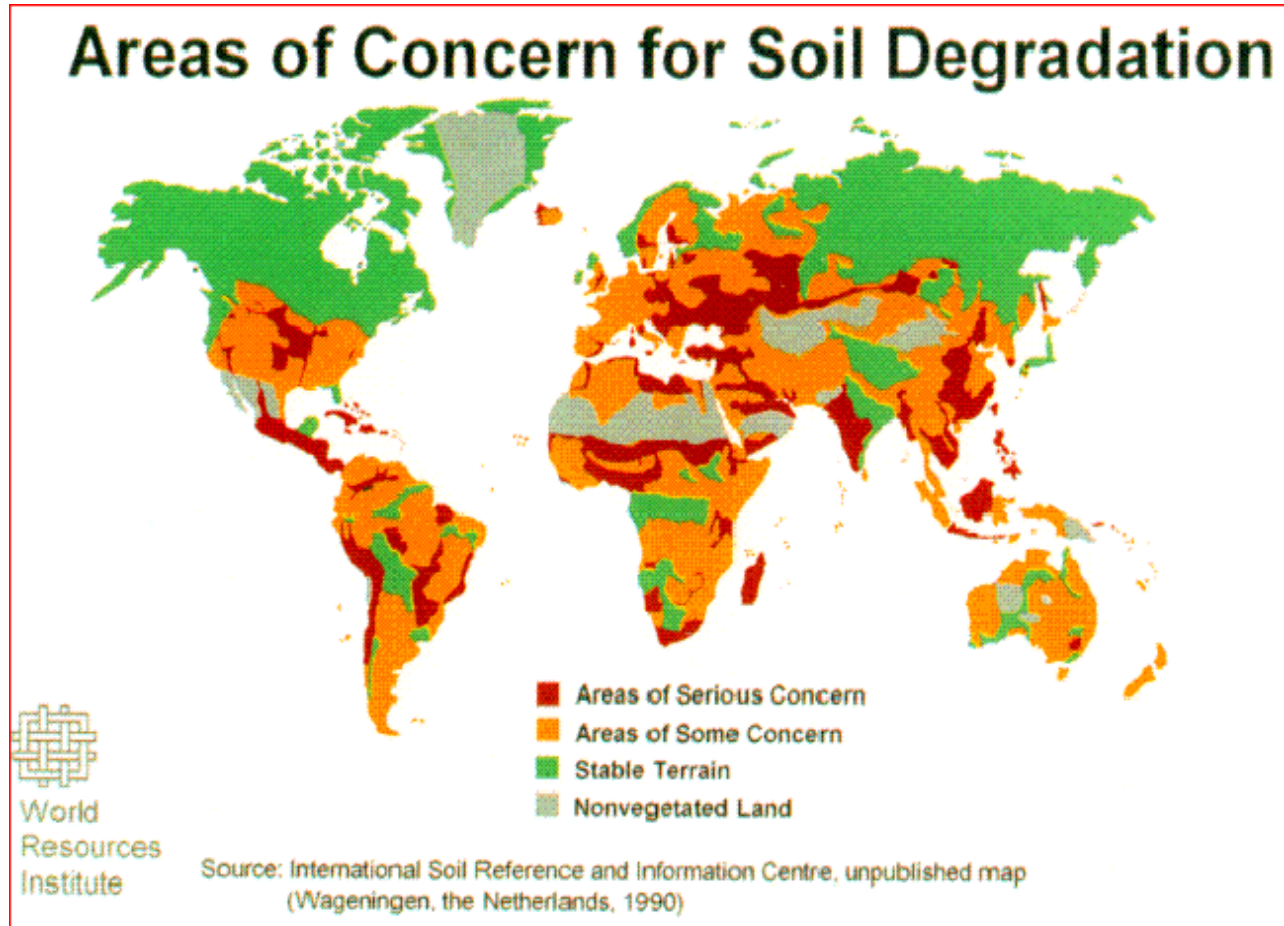 Areas of Concern for Soil Degradation
Areas of Serious Concern
Areas of Some Concern
Stable Terrain
Nonvegetated Land
World
Resources
Institute
Source: International Soil Reference and Information Centre, unpublished map
(Wageningen, the Netherlands, 1990)